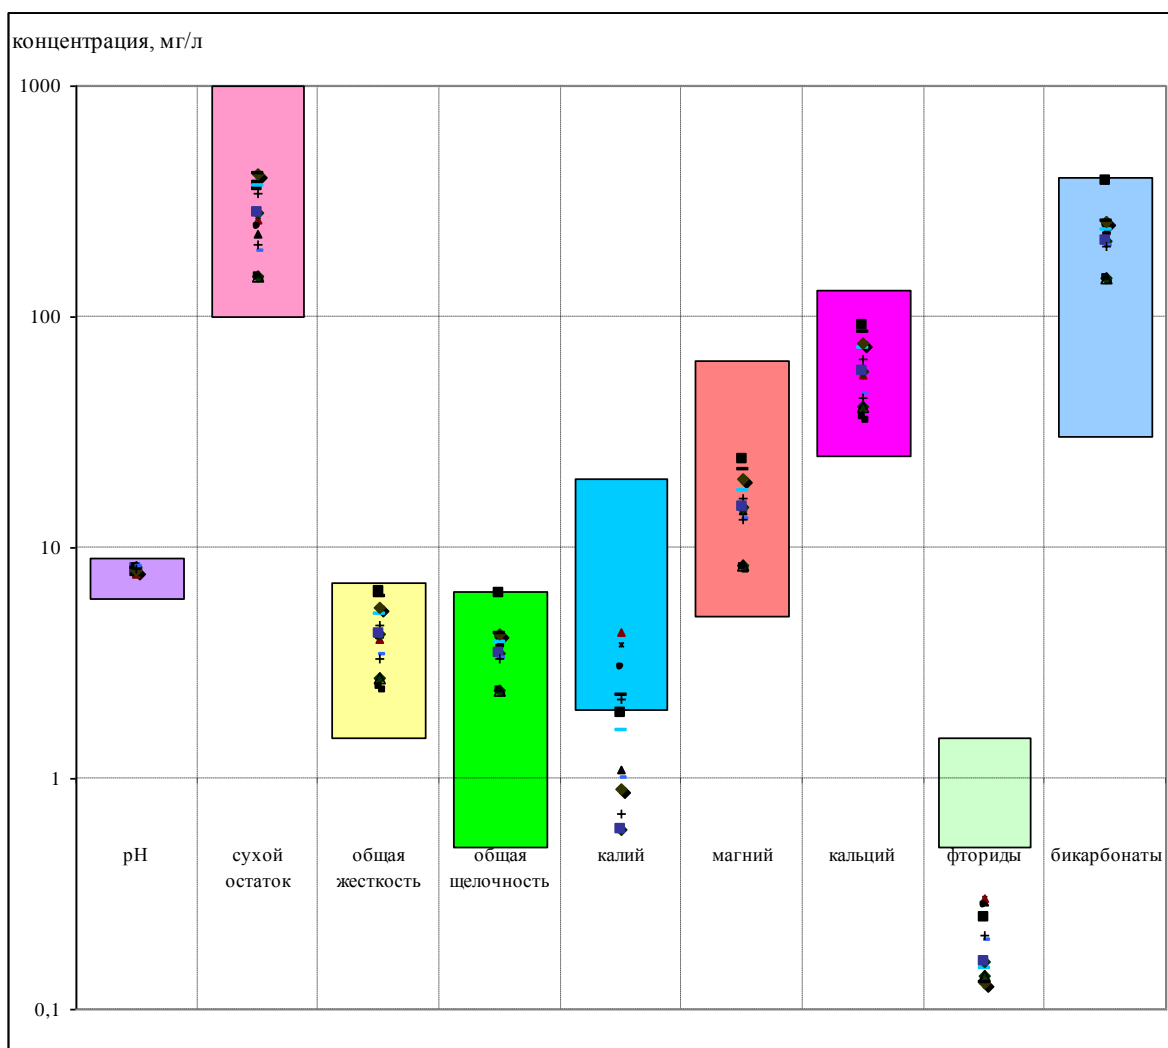 концентрация, мг/л
1000
100
10
1
0,1
pH
сухой
остаток
общая
жесткость
общая
щелочность
калий
магний
кальций
фториды
бикарбонаты